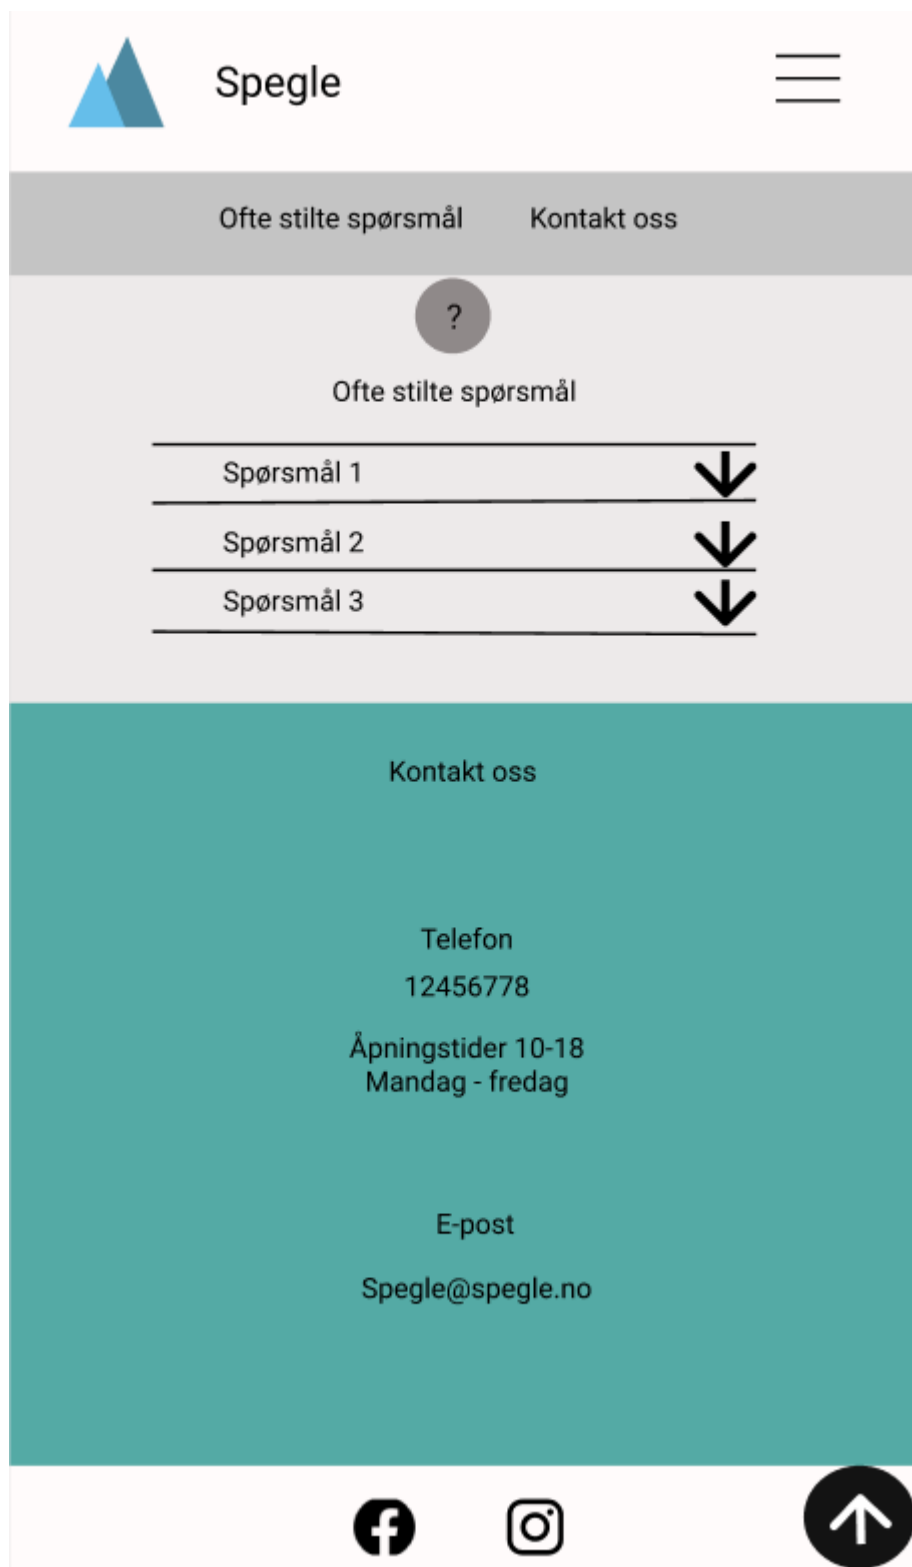 Spegle
Ofte stilte spørsmål Kontakt oss
?
Ofte stilte spørsmål
Spørsmål 1
Spørsmål 2
Spørsmål 3
Kontakt oss
Telefon
12456778
Åpningstider 10-18
Mandag - fredag
E-post
Spegle@spegle.no